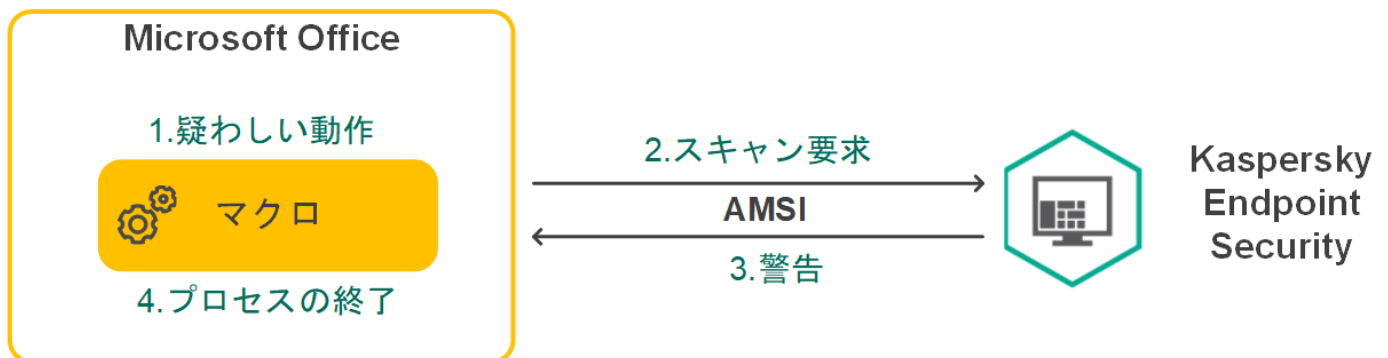 Microsoft Office
1.疑わしい動作
マクロ
4.プロセスの終了
2.スキャン要求
AMSI
3.警告
Kaspersky
Endpoint
Security